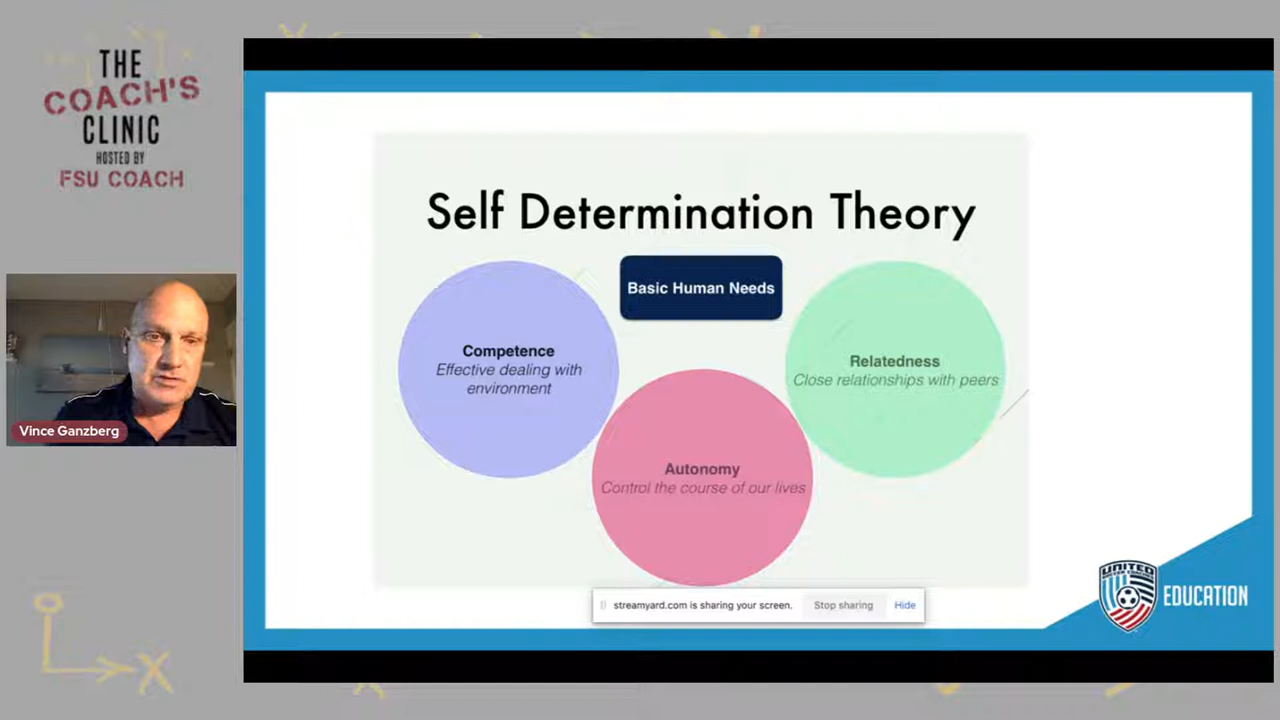 THE
COACH'S
CLINIC
HOSTED BY
FSU COACH
Vince Ganzberg
Self Determination Theory
Basic Human Needs
Competence
Effective dealing with
environment
Relatedness
Close relationships with peers
Autonomy
Control the course of our lives
streamyard.com is sharing your screen.
Stop sharing
Hide
UNITED
EDUCATION